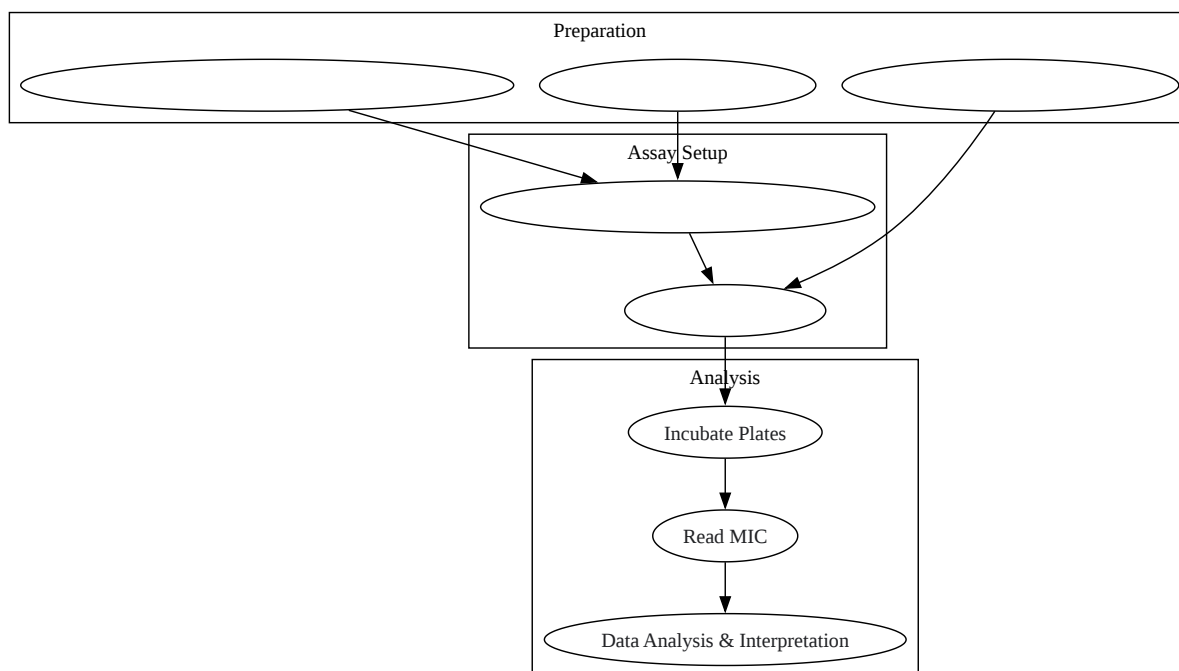 Preparation
Assay Setup
Analysis
Incubate Plates
Read MIC
Data Analysis & Interpretation